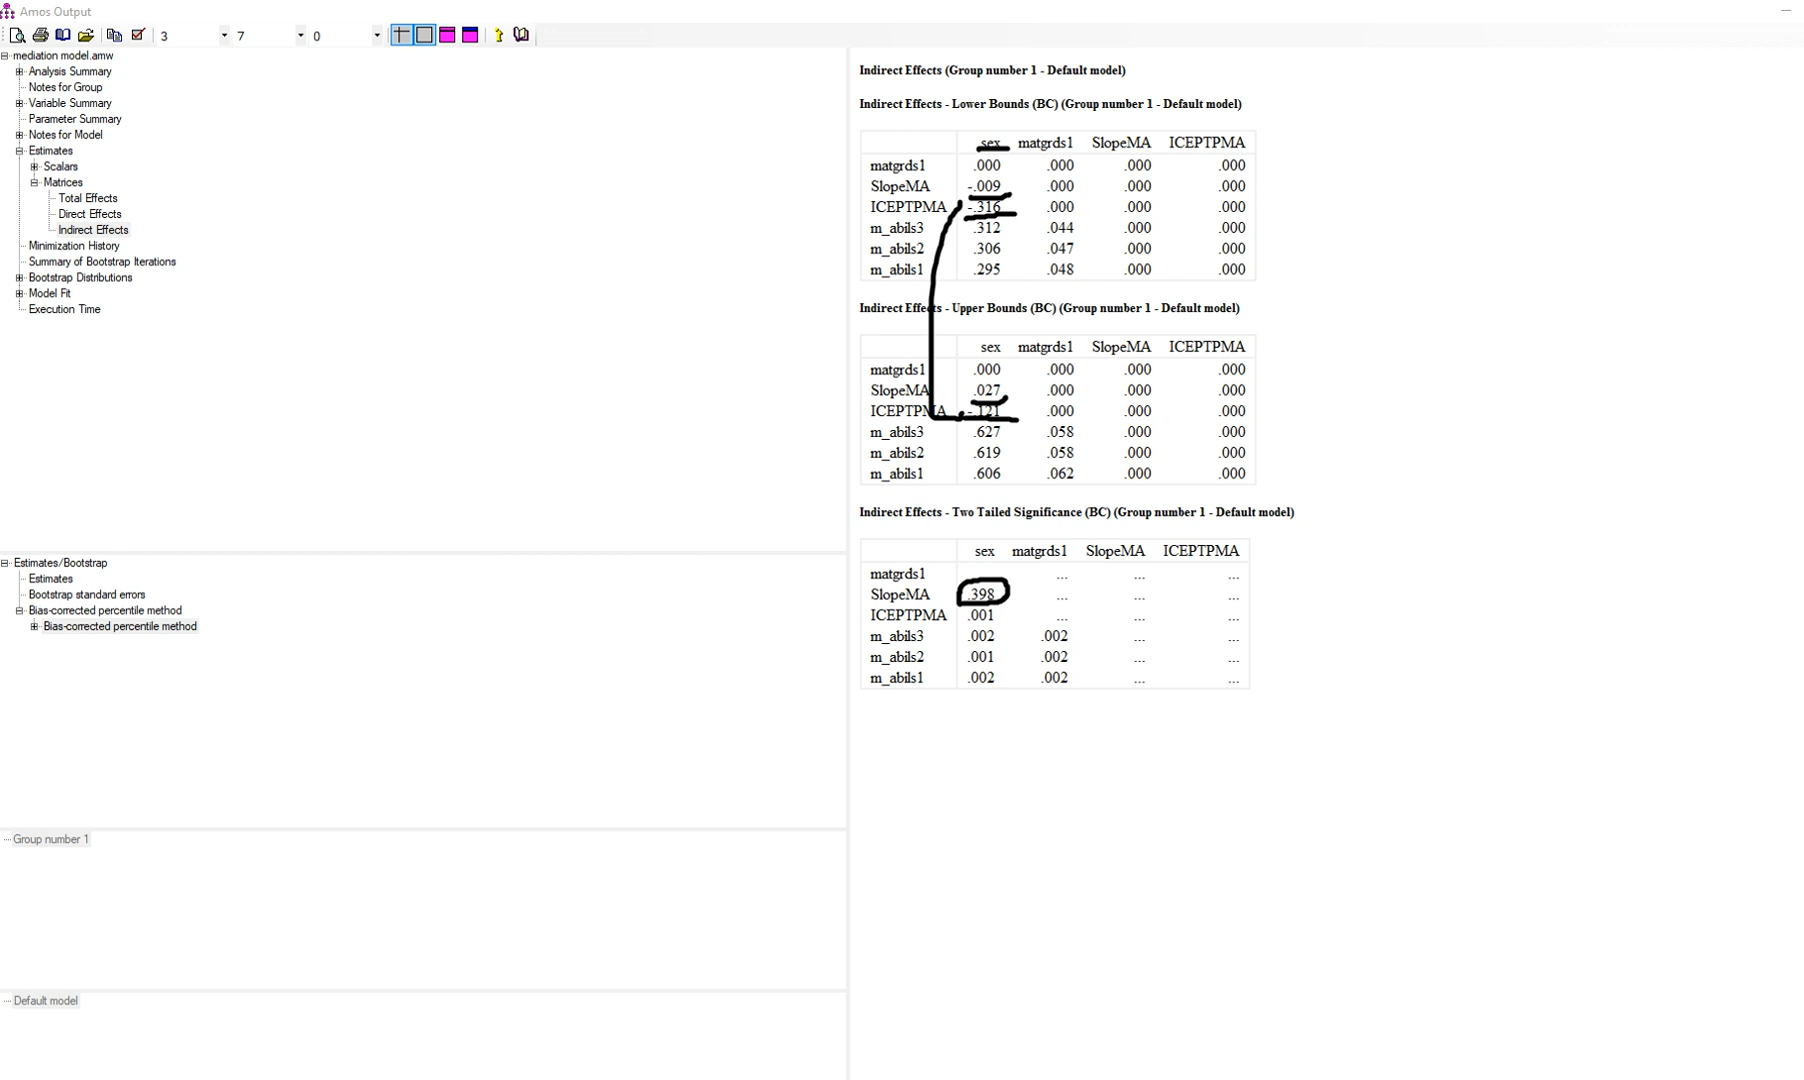 Amos Output
3 7 0
mediation model.amw
Analysis Summary
Notes for Group
Variable Summary
Parameter Summary
Notes for Model
Estimates
Scalars
Matrices
Total Effects
Direct Effects
Indirect Effects
Minimization History
Summary of Bootstrap Iterations
Bootstrap Distributions
Model Fit
Execution Time
Estimates/Bootstrap
Estimates
Bootstrap standard errors
Bias-corrected percentile method
Bias-corrected percentile method
Group number 1
Default model
Indirect Effects (Group number 1 - Default model)
Indirect Effects - Lower Bounds (BC) (Group number 1 - Default model)
sex matgrds1 SlopeMA ICEPTPMA
matgrds1 .000 .000 .000 .000
SlopeMA -.009 .000 .000 .000
ICEPTPMA -.316 .000 .000 .000
m_abils3 .312 .044 .000 .000
m_abils2 .306 .047 .000 .000
m_abils1 .295 .048 .000 .000
Indirect Effects - Upper Bounds (BC) (Group number 1 - Default model)
sex matgrds1 SlopeMA ICEPTPMA
matgrds1 .000 .000 .000 .000
SlopeMA .027 .000 .000 .000
ICEPTPMA -.121 .000 .000 .000
m_abils3 .627 .058 .000 .000
m_abils2 .619 .058 .000 .000
m_abils1 .606 .062 .000 .000
Indirect Effects - Two Tailed Significance (BC) (Group number 1 - Default model)
sex matgrds1 SlopeMA ICEPTPMA
matgrds1 ... ... ...
SlopeMA .398 ... ... ...
ICEPTPMA .001 ... ... ...
m_abils3 .002 .002 ... ...
m_abils2 .001 .002 ... ...
m_abils1 .002 .002 ... ...